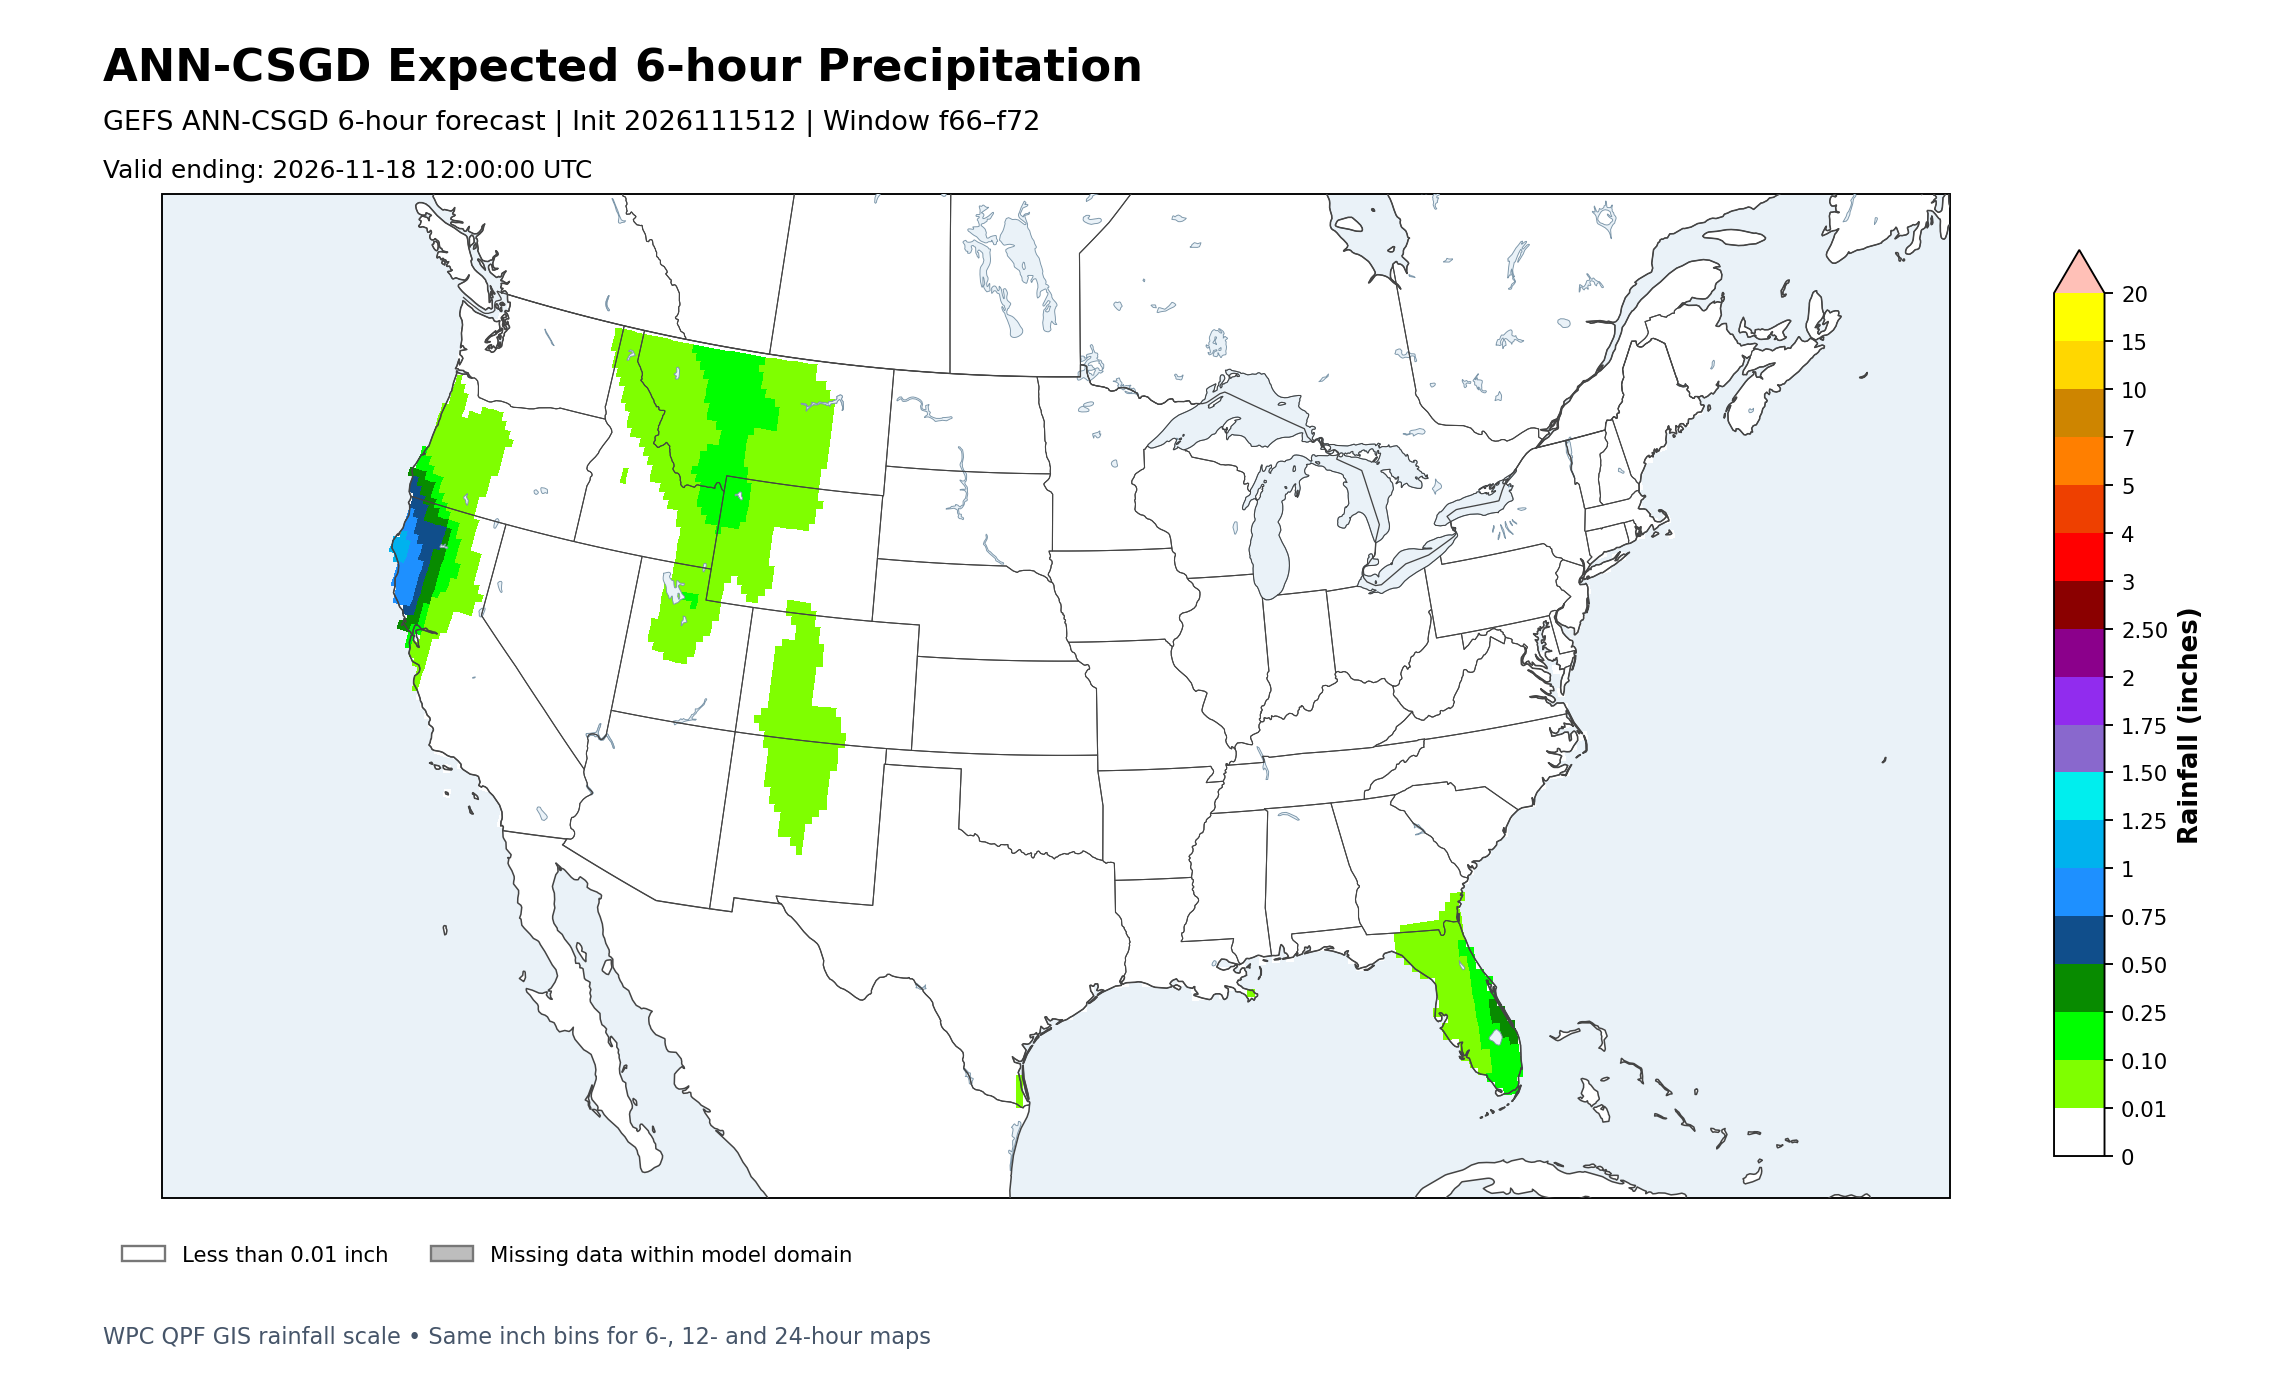 ANN-CSGD Expected 6-hour Precipitation
GEFS ANN-CSGD 6-hour forecast | Init 2026111512 | Window f66–f72
Valid ending: 2026-11-18 12:00:00 UTC
20
15
10
7
5
4
3
2.50
2
1.75
1.50
1.25
1
0.75
0.50
0.25
0.10
0.01
0
Rainfall (inches)
Less than 0.01 inch
Missing data within model domain
WPC QPF GIS rainfall scale • Same inch bins for 6-, 12- and 24-hour maps